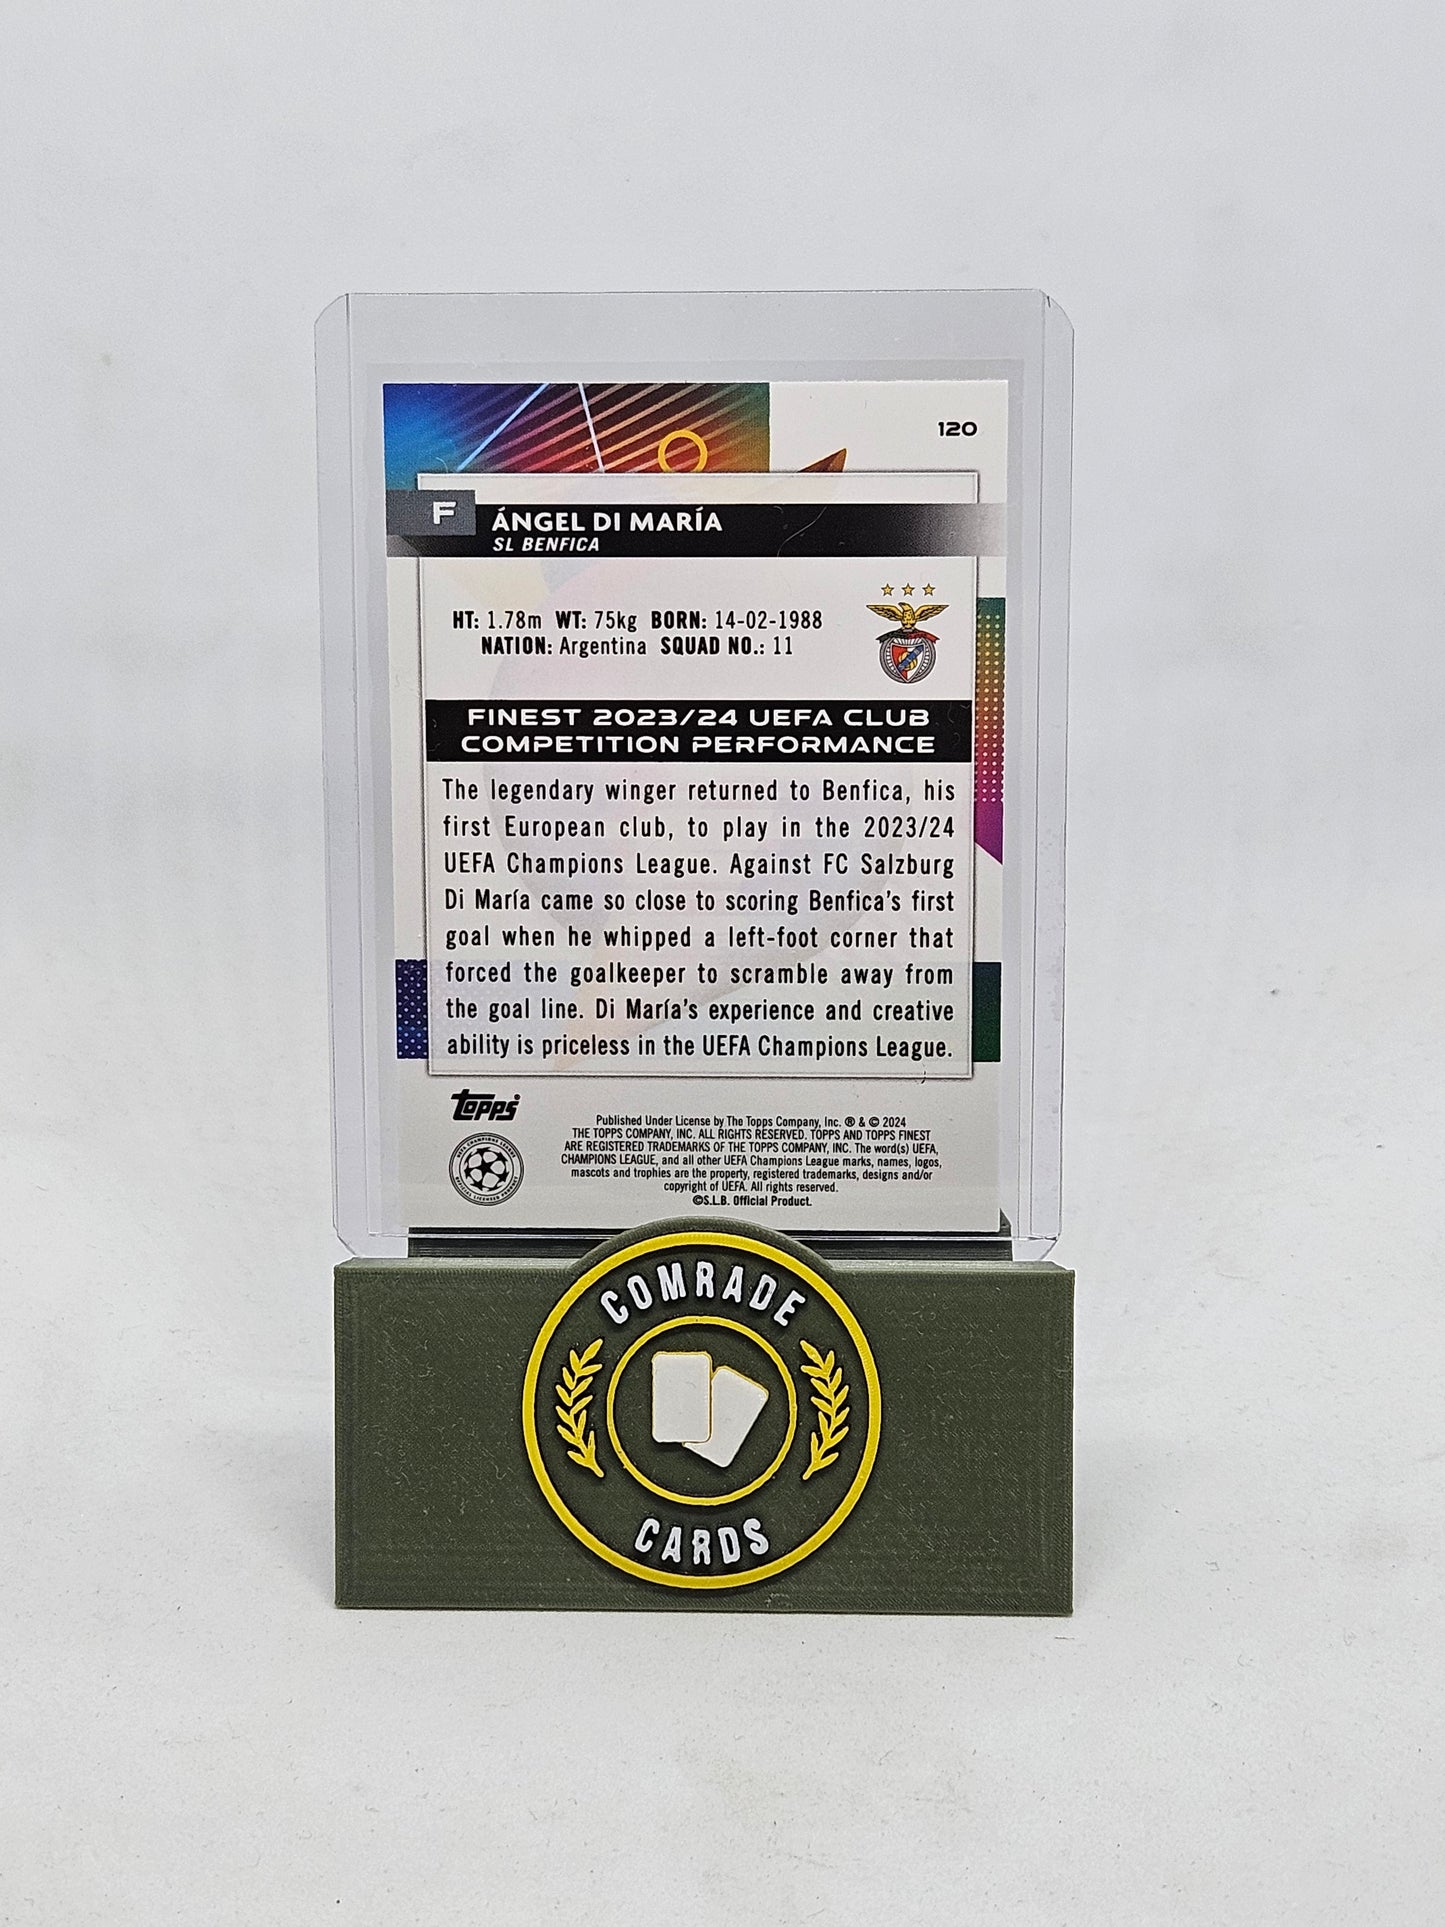 120
F
ÁNGEL DI MARÍA
SL BENFICA
HT: 1.78m WT: 75kg BORN: 14-02-1988
NATION: Argentina SQUAD NO.: 11
FINEST 2023/24 UEFA CLUB
COMPETITION PERFORMANCE
The legendary winger returned to Benfica, his
first European club, to play in the 2023/24
UEFA Champions League. Against FC Salzburg
Di María came so close to scoring Benfica's first
goal when he whipped a left-foot corner that
forced the goalkeeper to scramble away from
the goal line. Di María's experience and creative
ability is priceless in the UEFA Champions League.
topps
Published Under License by The Topps Company, Inc. ® & © 2024
THE TOPPS COMPANY, INC. ALL RIGHTS RESERVED. TOPPS AND TOPPS FINEST
ARE REGISTERED TRADEMARKS OF THE TOPPS COMPANY, INC. The word(s) UEFA,
CHAMPIONS LEAGUE, and all other UEFA Champions League marks, names, logos,
mascots and trophies are the property, registered trademarks, designs and/or
copyright of UEFA. All rights reserved.
©S.L.B. Official Product.
UEFA CHAMPIONS LEAGUE
OFFICIAL LICENSED PRODUCT
COMRADE
CARDS